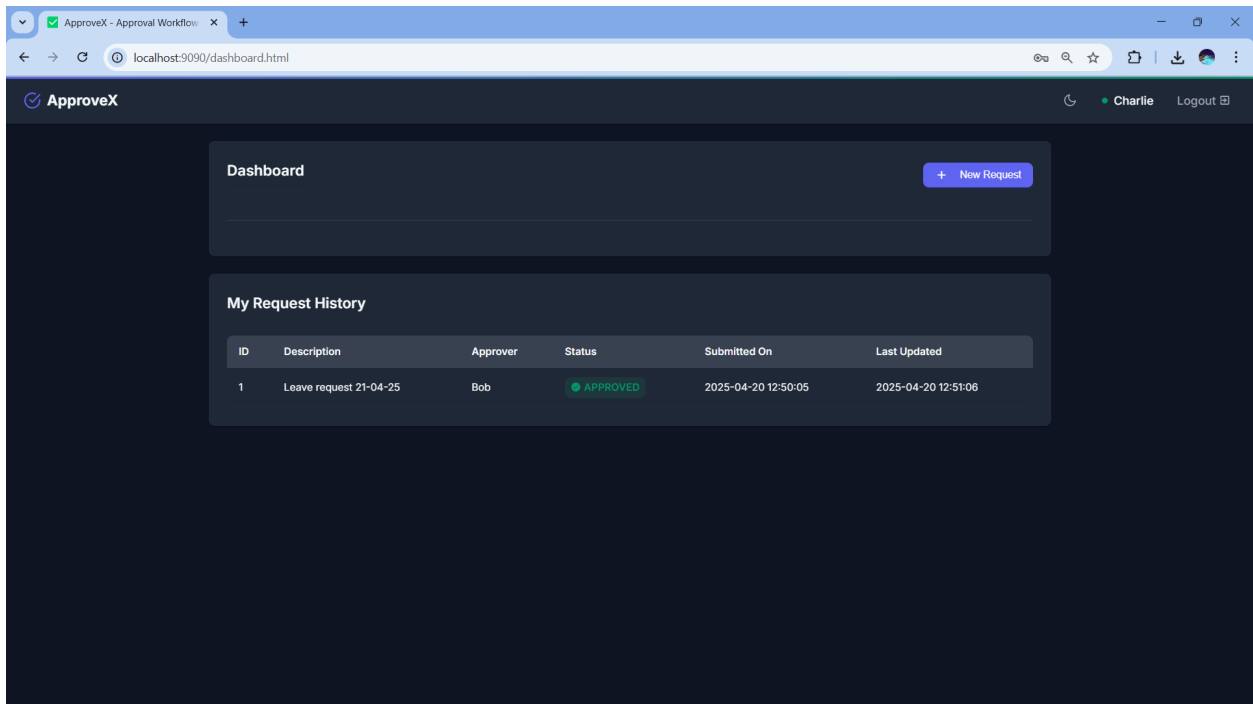 ApproveX - Approval Workflow
localhost:9090/dashboard.html
ApproveX
Charlie
Logout
Dashboard
+ New Request
My Request History
ID Description Approver Status Submitted On Last Updated
1 Leave request 21-04-25 Bob APPROVED 2025-04-20 12:50:05 2025-04-20 12:51:06